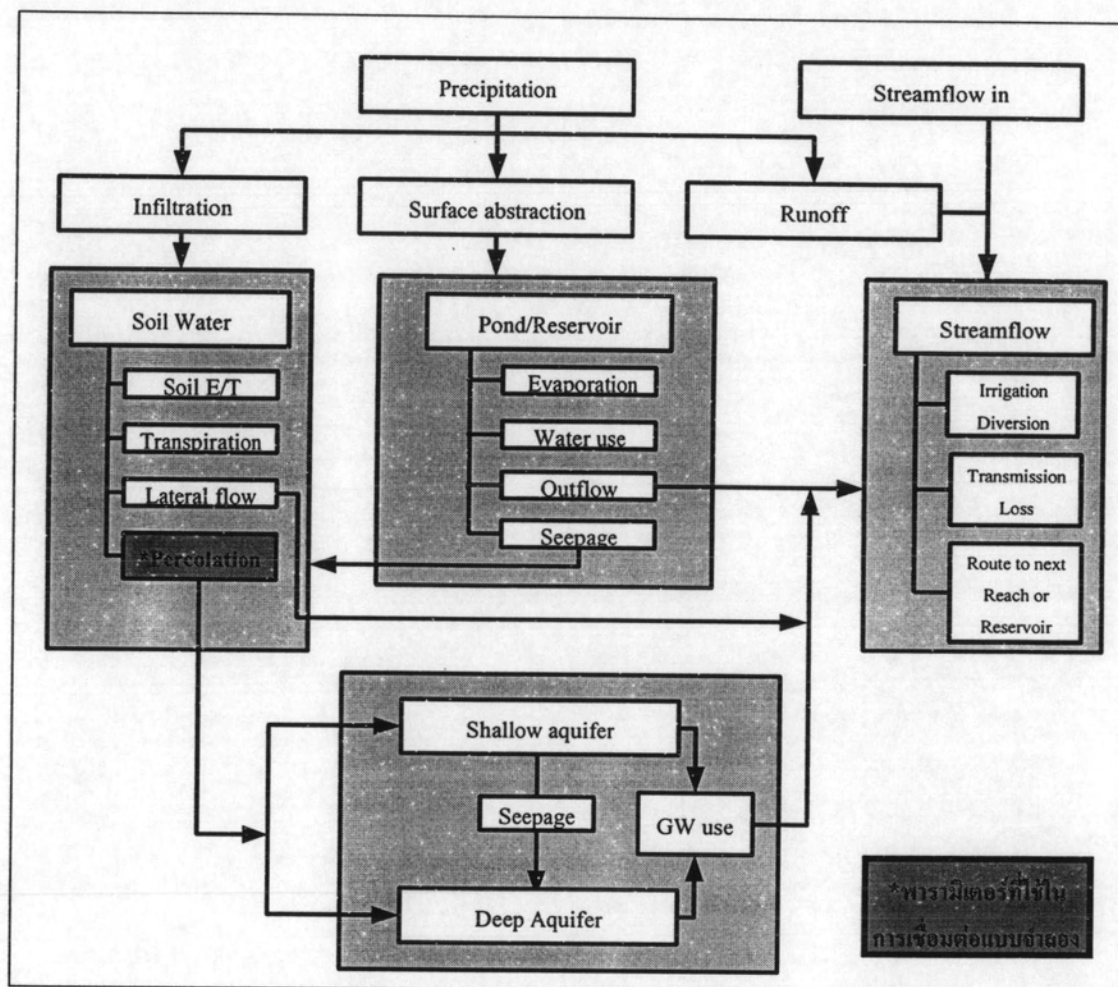 Precipitation
Streamflow in
Infiltration
Surface abstraction
Runoff
Soil Water
Soil E/T
Transpiration
Lateral flow
*Percolation
Pond/Reservoir
Evaporation
Water use
Outflow
Seepage
Streamflow
Irrigation
Diversion
Transmission
Loss
Route to next
Reach or
Reservoir
Shallow aquifer
Seepage
GW use
Deep Aquifer
*พารามิเตอร์ที่ใช้ใน
การเชื่อมต่อแบบจำลอง